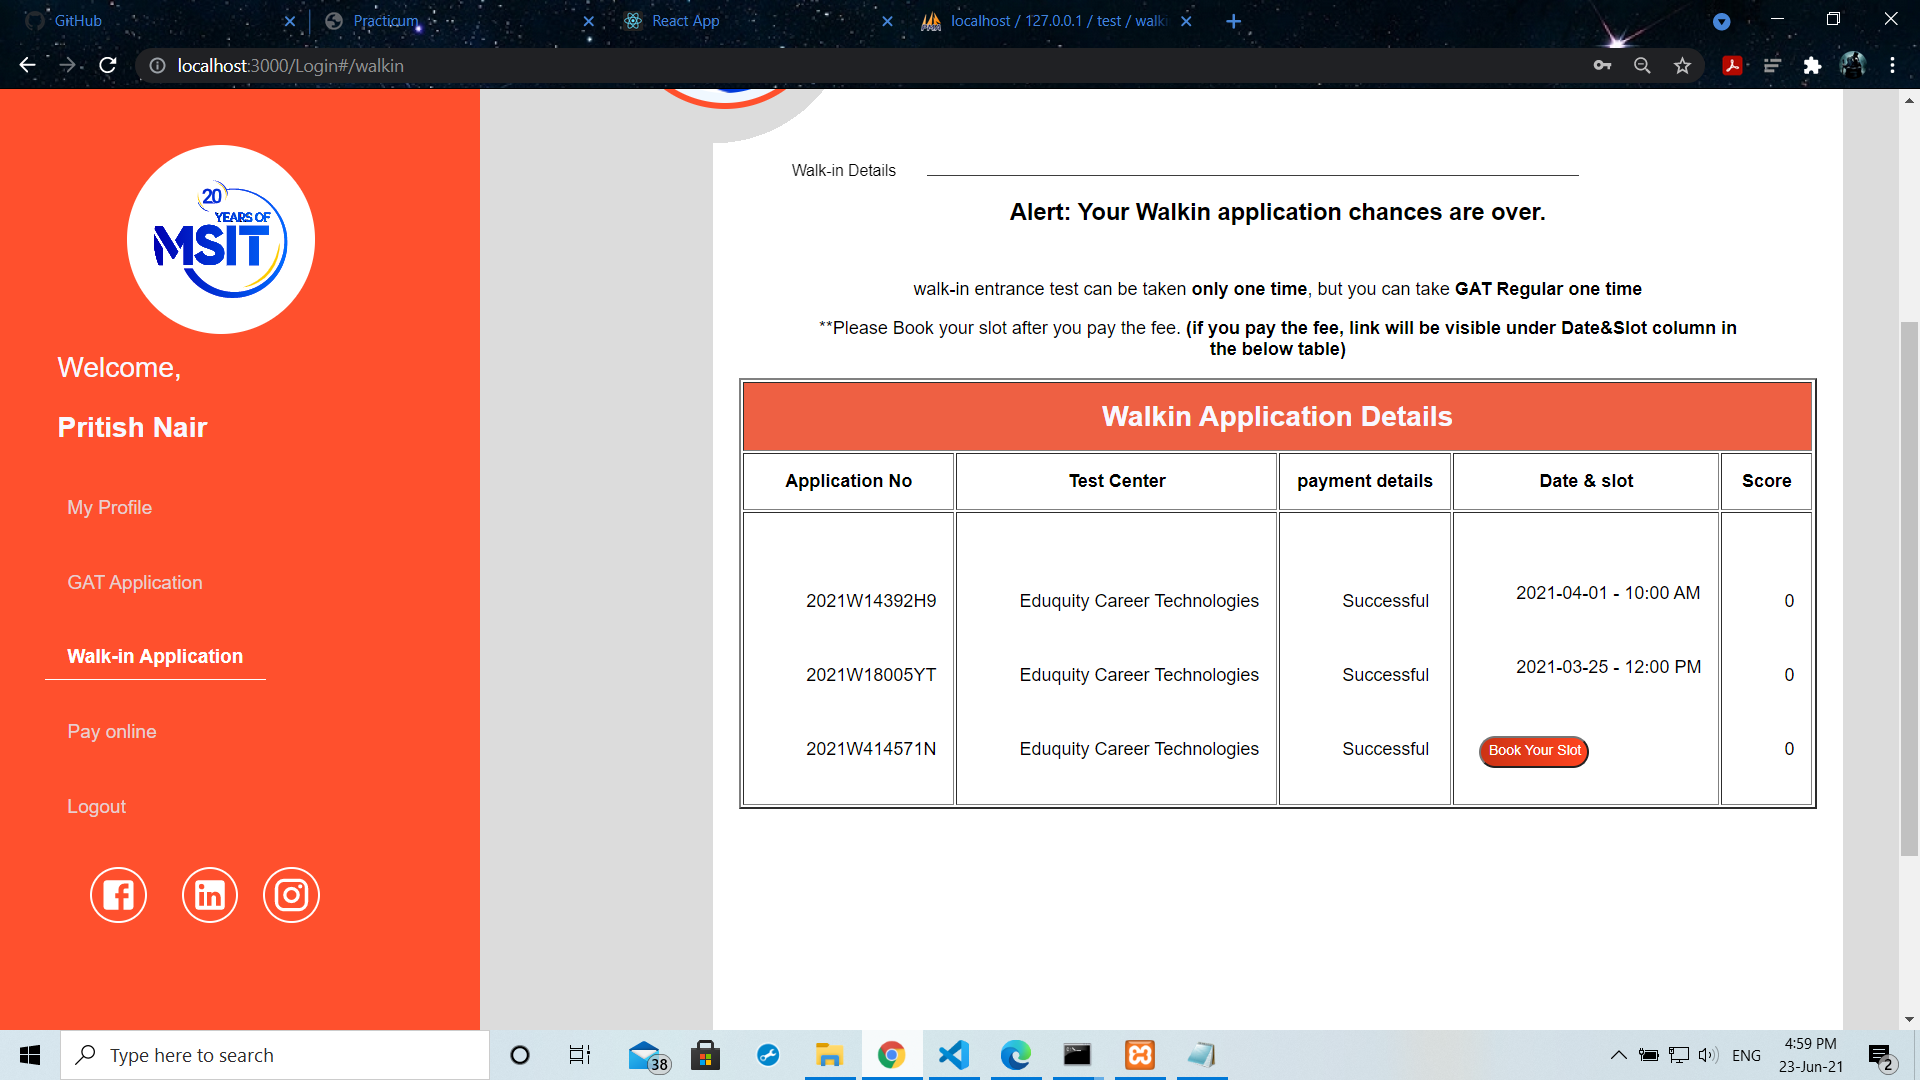 GitHub
Practicum
React App
localhost / 127.0.0.1 / test / walki
localhost:3000/Login#/walkin
20
YEARS OF
MSIT
Welcome,
Pritish Nair
My Profile
GAT Application
Walk-in Application
Pay online
Logout
Walk-in Details
Alert: Your Walkin application chances are over.
walk-in entrance test can be taken only one time, but you can take GAT Regular one time
**Please Book your slot after you pay the fee. (if you pay the fee, link will be visible under Date&Slot column in
the below table)
Walkin Application Details
Application No Test Center payment details Date & slot Score
2021W14392H9 Eduquity Career Technologies Successful 2021-04-01 - 10:00 AM 0
2021W18005YT Eduquity Career Technologies Successful 2021-03-25 - 12:00 PM 0
2021W414571N Eduquity Career Technologies Successful Book Your Slot 0
Type here to search
38
ENG
4:59 PM
23-Jun-21
2